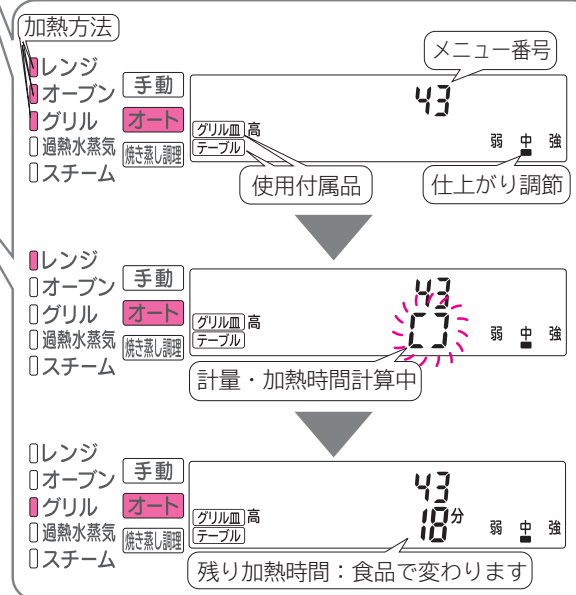 加熱方法
メニュー番号
レンジ
オーブン
手動
43
グリル
オート
グリル皿 高
過熱水蒸気
焼き蒸し調理
テーブル
弱 中 強
スチーム
使用付属品
仕上がり調節
レンジ
オーブン
手動
43
グリル
オート
グリル皿 高
過熱水蒸気
焼き蒸し調理
テーブル
弱 中 強
スチーム
計量・加熱時間計算中
レンジ
オーブン
手動
43
グリル
オート
グリル皿 高
18分
過熱水蒸気
焼き蒸し調理
テーブル
弱 中 強
スチーム
残り加熱時間：食品で変わります